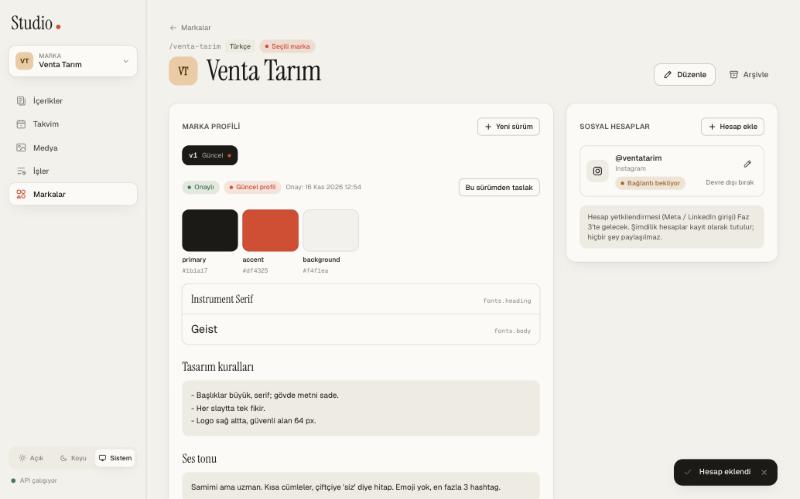 Studio
MARKA
VT
Venta Tarım
İçerikler
Takvim
Medya
İşler
Markalar
Açık
Koyu
Sistem
API çalışıyor
← Markalar
/venta-tarim
Türkçe
Seçili marka
VT
Venta Tarım
Düzenle
Arşivle
MARKA PROFİLİ
+ Yeni sürüm
v1 Güncel
Onaylı
Güncel profil
Onay: 16 Kas 2026 12:54
Bu sürümden taslak
primary
#1b1a17
accent
#df4325
background
#f4f1ea
Instrument Serif
fonts.heading
Geist
fonts.body
Tasarım kuralları
- Başlıklar büyük, serif; gövde metni sade.
- Her slaytta tek fikir.
- Logo sağ altta, güvenli alan 64 px.
Ses tonu
Samimi ama uzman. Kısa cümleler, çiftçiye 'siz' diye hitap. Emoji yok, en fazla 3 hashtag.
SOSYAL HESAPLAR
+ Hesap ekle
@ventatarim
Instagram
Bağlantı bekliyor
Devre dışı bırak
Hesap yetkilendirmesi (Meta / LinkedIn girişi) Faz
3'te gelecek. Şimdilik hesaplar kayıt olarak tutulur;
hiçbir şey paylaşılmaz.
Hesap eklendi